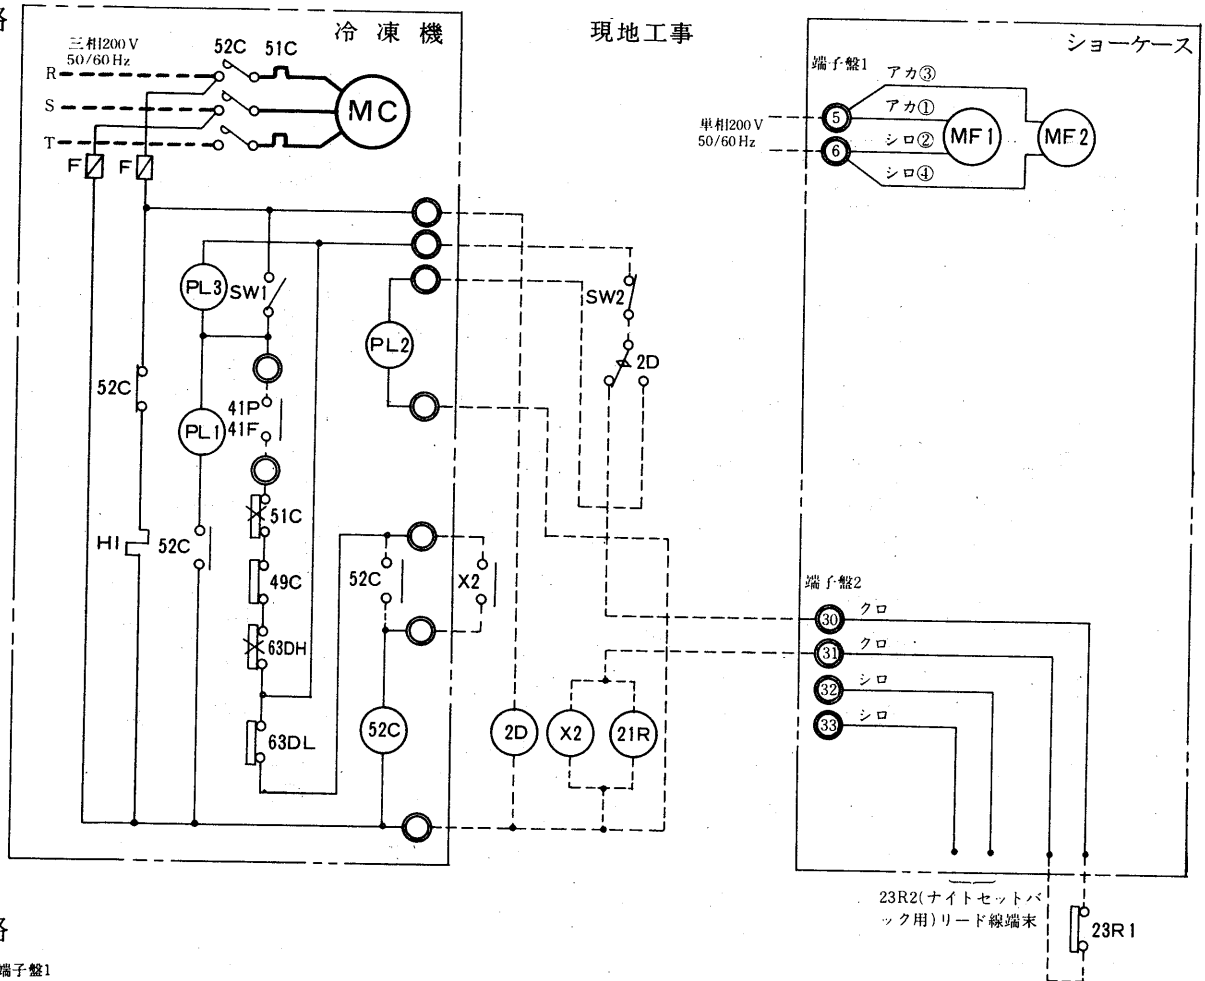 冷凍機
現地工事
ショーケース
三相200V
50/60Hz
52C
51C
R
S
T
MC
F
F
端子盤1
アカ③
アカ①
シロ②
シロ④
5
6
MF1
MF2
単相200V
50/60Hz
PL3
SW1
PL2
SW2
2D
52C
41P
41F
PL1
51C
H1
52C
49C
63DH
63DL
52C
X2
52C
2D
X2
21R
端子盤2
30
クロ
31
クロ
32
シロ
33
シロ
23R2(ナイトセットバ
ック用)リード線端末
23R1
端子盤1